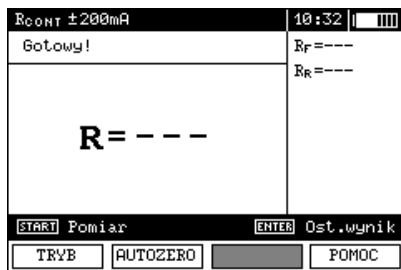 RCONT ±200mA 10:32
Gotowy!
RF=---
RR=---
R=---
START Pomiar ENTER Ost.wynik
TRYB AUTOZERO POMOC